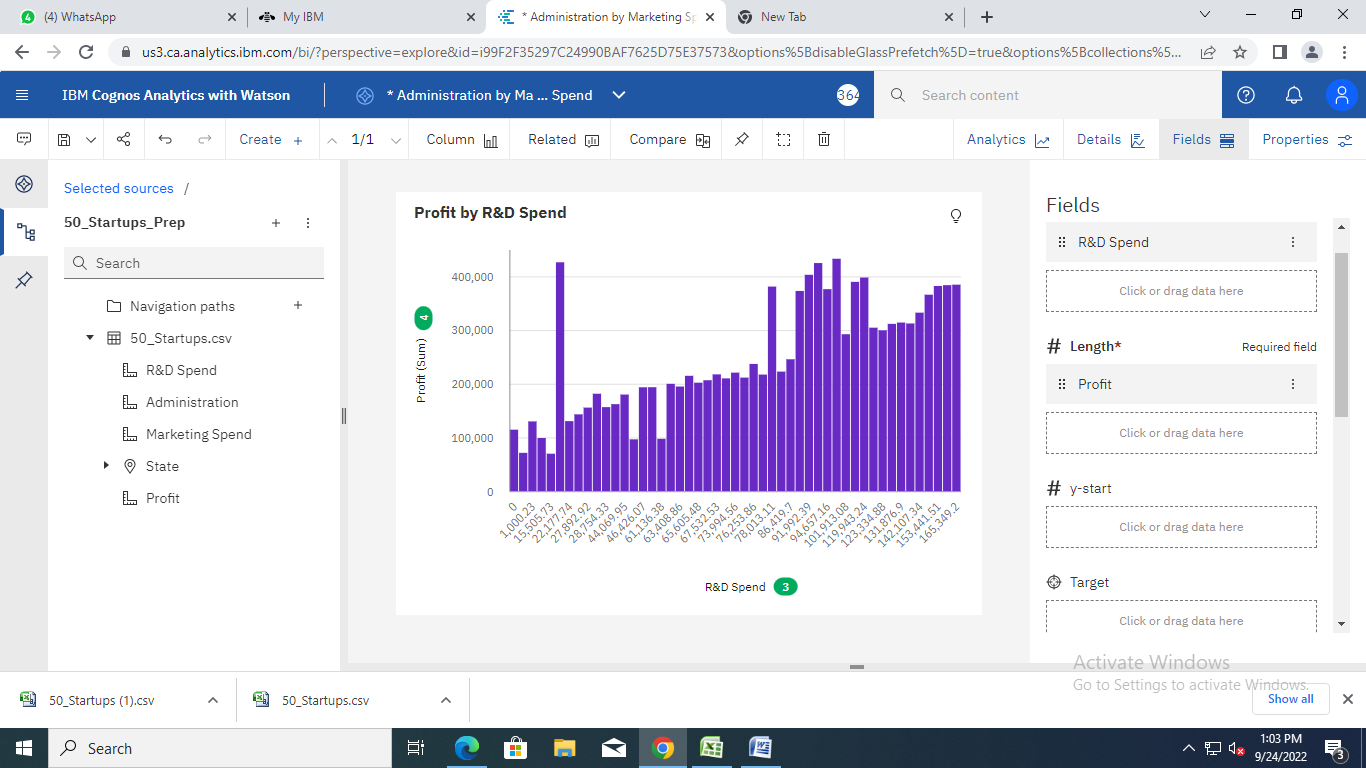 (4) WhatsApp
My IBM
* Administration by Marketing Sp
New Tab
us3.ca.analytics.ibm.com/bi/?perspective=explore&id=i99F2F35297C24990BAF7625D75E37573&options%5BdisableGlassPrefetch%5D=true&options%5Bcollections%5...
IBM Cognos Analytics with Watson
* Administration by Ma ... Spend
364
Search content
Create
1/1
Column
Related
Compare
Analytics
Details
Fields
Properties
Selected sources /
50_Startups_Prep
Search
Navigation paths
50_Startups.csv
R&D Spend
Administration
Marketing Spend
State
Profit
Profit by R&D Spend
400,000
300,000
200,000
100,000
0
Profit (Sum) 4
0
1,000.23
15,505.73
22,177.74
27,892.92
28,754.33
44,069.95
46,426.07
61,136.38
63,408.86
65,605.48
67,532.53
73,994.56
76,253.86
78,013.11
86,419.7
91,992.39
94,657.16
101,913.08
119,943.24
123,334.88
131,876.9
142,107.34
153,441.51
165,349.2
R&D Spend 3
Fields
R&D Spend
Click or drag data here
# Length* Required field
Profit
Click or drag data here
# y-start
Click or drag data here
Target
Click or drag data here
Activate Windows
Go to Settings to activate Windows.
50_Startups (1).csv
50_Startups.csv
Show all
Search
1:03 PM
9/24/2022
3